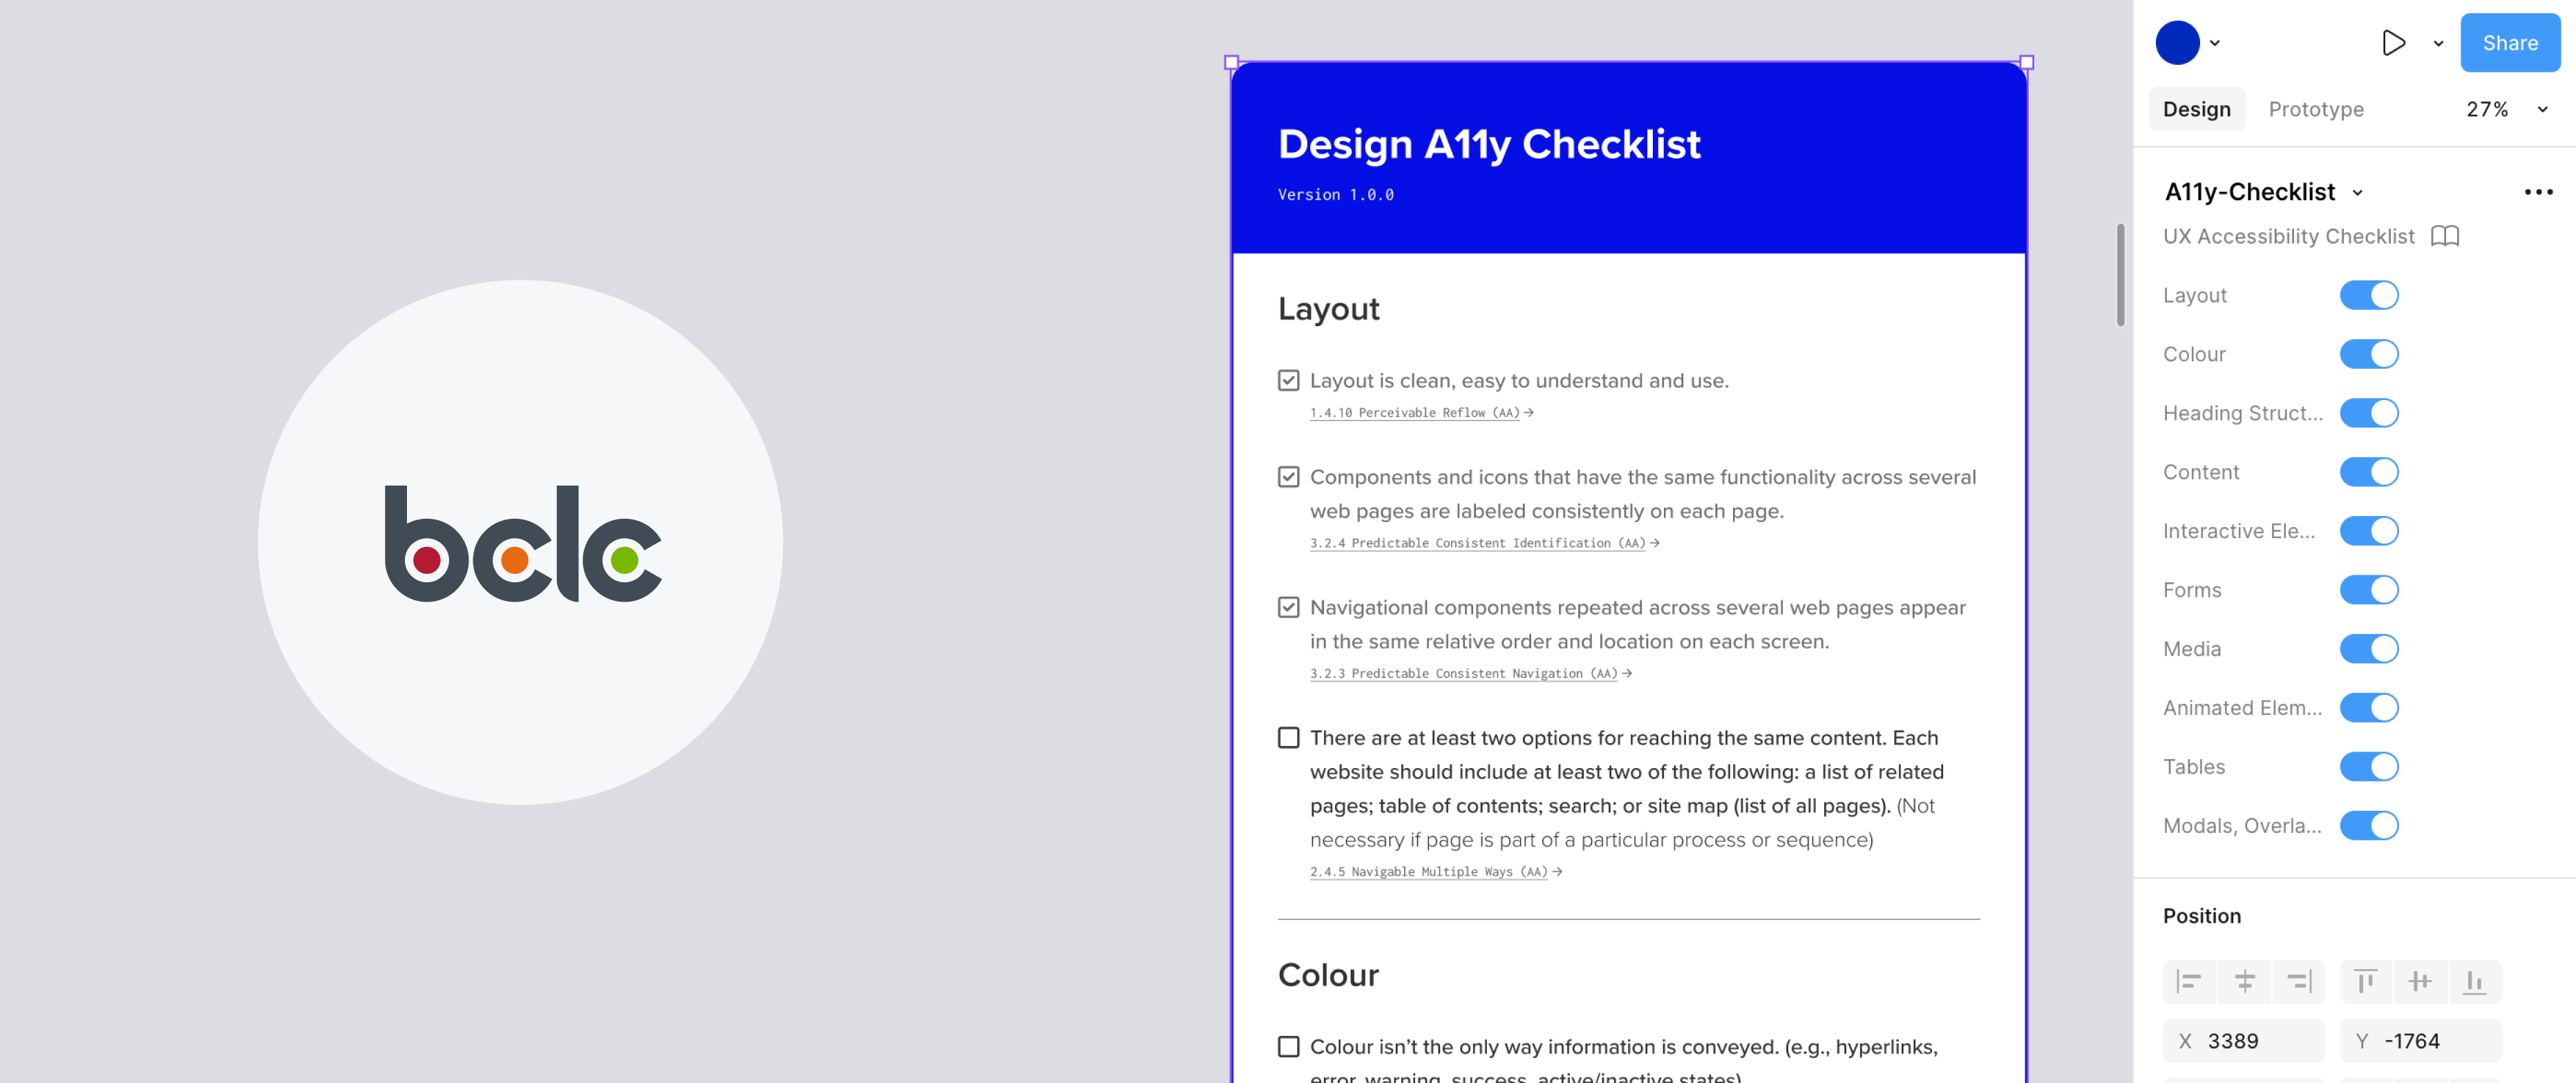 bclc
Design A11y Checklist
Version 1.0.0
Layout
Layout is clean, easy to understand and use.
1.4.10 Perceivable Reflow (AA) →
Components and icons that have the same functionality across several
web pages are labeled consistently on each page.
3.2.4 Predictable Consistent Identification (AA) →
Navigational components repeated across several web pages appear
in the same relative order and location on each screen.
3.2.3 Predictable Consistent Navigation (AA) →
There are at least two options for reaching the same content. Each
website should include at least two of the following: a list of related
pages; table of contents; search; or site map (list of all pages). (Not
necessary if page is part of a particular process or sequence)
2.4.5 Navigable Multiple Ways (AA) →
Colour
Colour isn't the only way information is conveyed. (e.g., hyperlinks,
error, warning, success, active/inactive states)
Share
Design Prototype 27%
A11y-Checklist
UX Accessibility Checklist
Layout
Colour
Heading Struct...
Content
Interactive Ele...
Forms
Media
Animated Elem...
Tables
Modals, Overla...
Position
X 3389 Y -1764